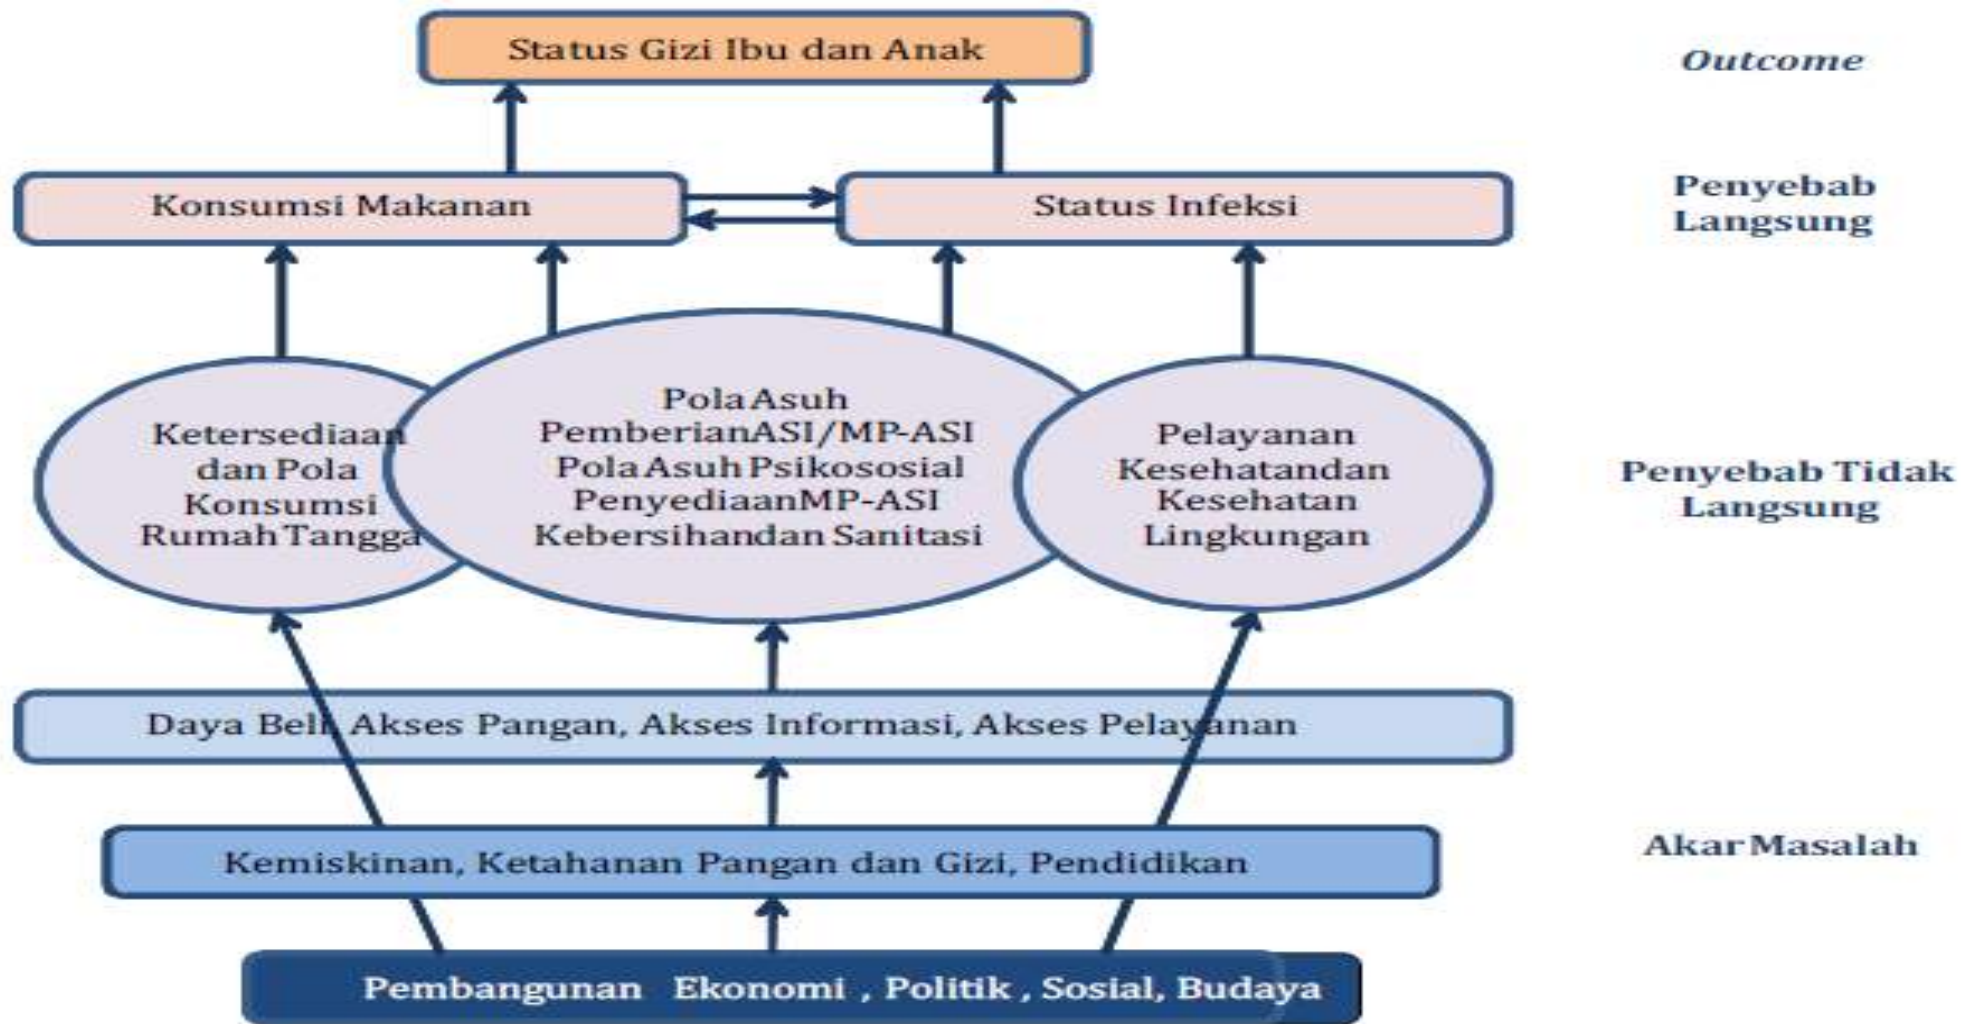 Status Gizi Ibu dan Anak
Outcome
Konsumsi Makanan
Status Infeksi
Penyebab
Langsung
Ketersediaan
dan Pola
Konsumsi
Rumah Tangga
Pola Asuh
PemberianASI/MP-ASI
Pola Asuh Psikososial
PenyediaanMP-ASI
Kebersihandan Sanitasi
Pelayanan
Kesehatandan
Kesehatan
Lingkungan
Penyebab Tidak
Langsung
Daya Beli, Akses Pangan, Akses Informasi, Akses Pelayanan
Kemiskinan, Ketahanan Pangan dan Gizi, Pendidikan
Akar Masalah
Pembangunan Ekonomi , Politik , Sosial, Budaya